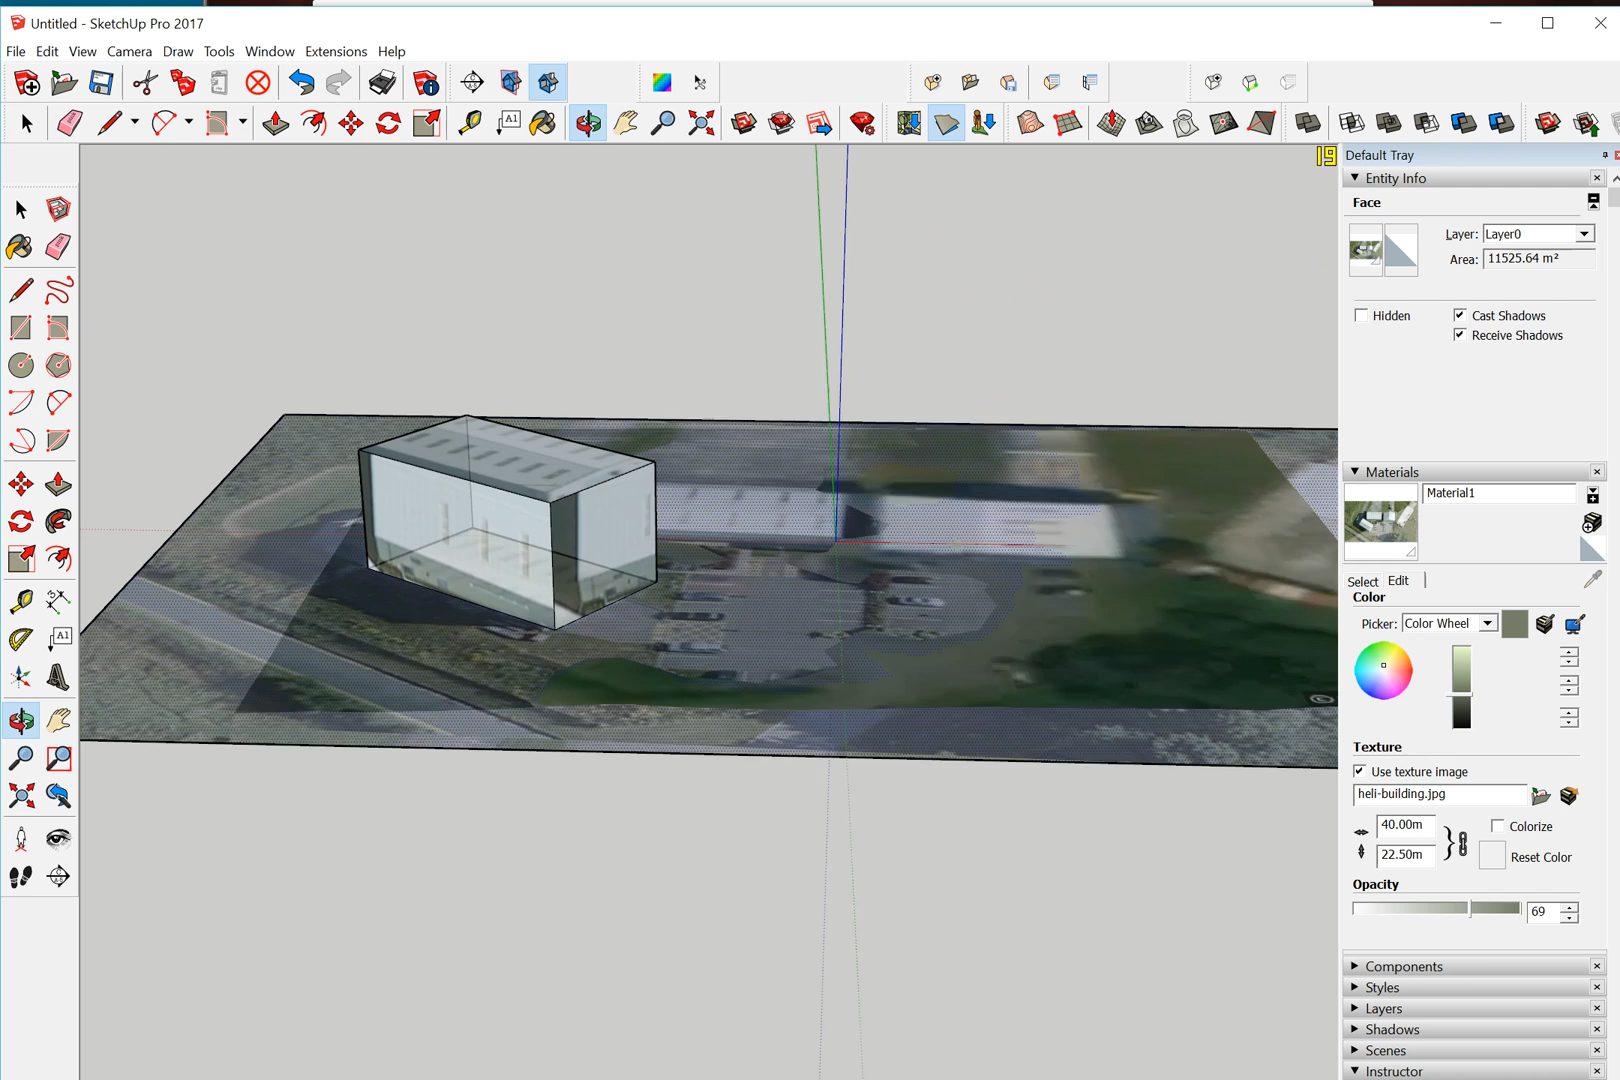 Untitled - SketchUp Pro 2017
File Edit View Camera Draw Tools Window Extensions Help
A1
19
Default Tray
Entity Info
Face
Layer: Layer0
Area: 11525.64 m²
Hidden
Cast Shadows
Receive Shadows
Materials
Material1
Select Edit
Color
Picker: Color Wheel
A1
Texture
Use texture image
heli-building.jpg
40.00m
Colorize
22.50m
Reset Color
Opacity
69
Components
Styles
Layers
Shadows
Scenes
Instructor